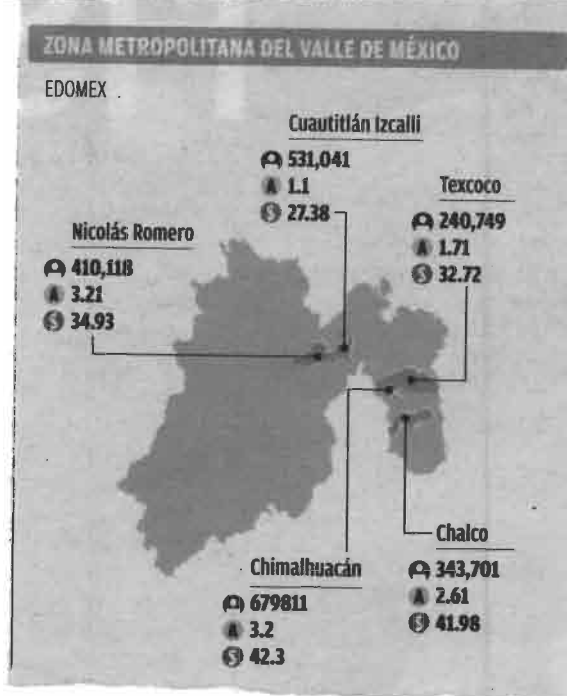 ZONA METROPOLITANA DEL VALLE DE MÉXICO
EDOMEX
Cuautitlán Izcalli
531,041
A 1.1
$ 27.38
Texcoco
240,749
A 1.71
$ 32.72
Nicolás Romero
410,118
A 3.21
$ 34.93
Chimalhuacán
679811
A 3.2
$ 42.3
Chalco
343,701
A 2.61
$ 41.98